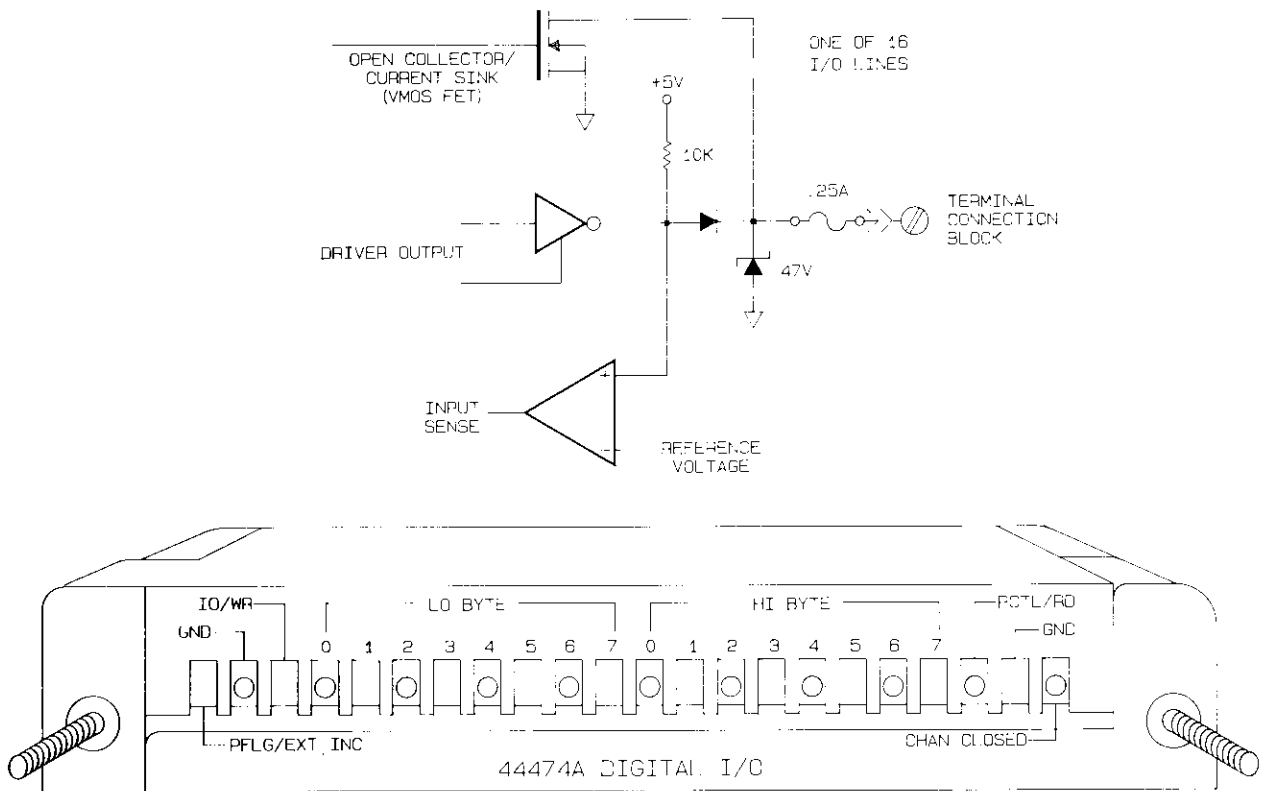 OPEN COLLECTOR/
CURRENT SINK
(VMOS FET)
ONE OF 16
I/O LINES
+5V
10K
.25A
TERMINAL
CONNECTION
BLOCK
DRIVER OUTPUT
47V
+
INPUT
SENSE
REFERENCE
VOLTAGE
IO/WR
LO BYTE
HI BYTE
PCTL/RD
GND
GND
0 1 2 3 4 5 6 7 0 1 2 3 4 5 6 7
PFLG/EXT INC
CHAN CLOSED
44474A DIGITAL I/O